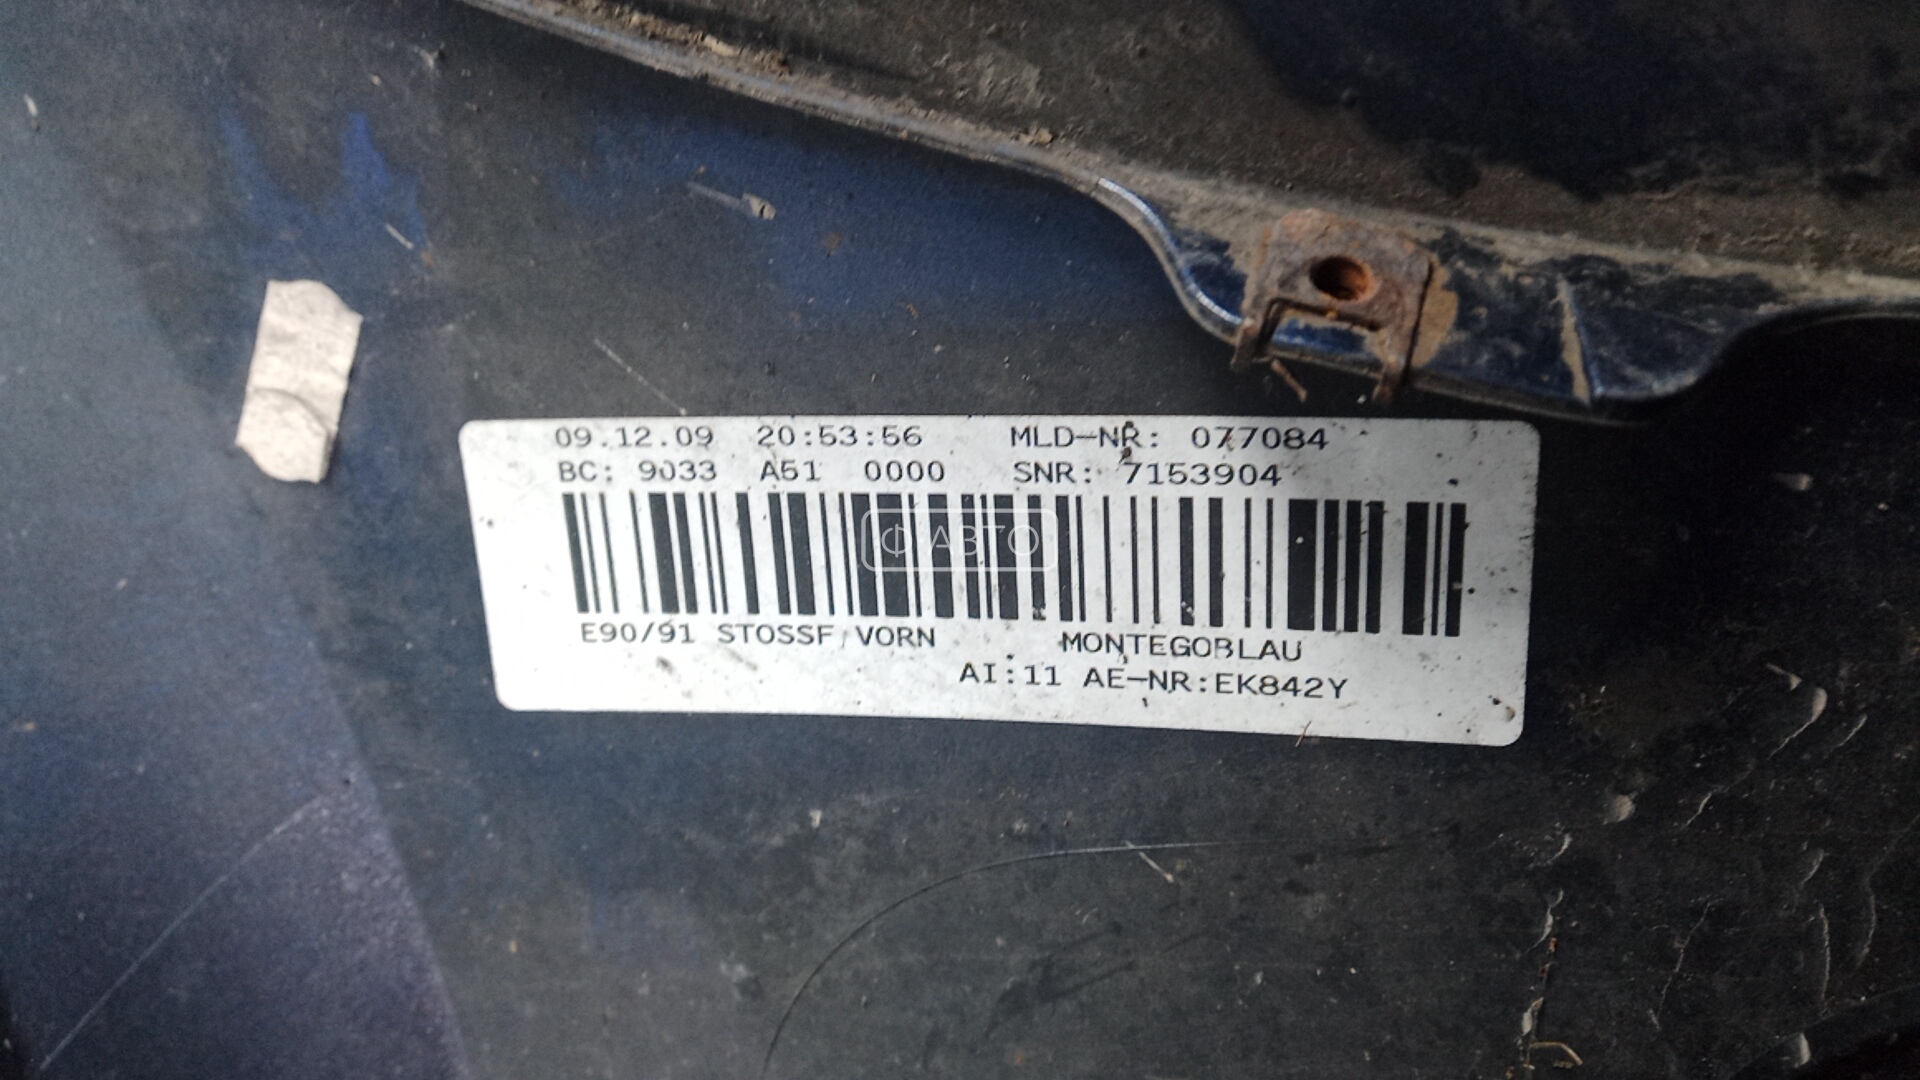 09.12.09 20:53:56 MLD-NR: 077084
BC: 9033 A51 0000 SNR: 7153904
Ф АВТО
E90/91 STOSSF VORN MONTEGOBLAU
AI:11 AE-NR:EK842Y